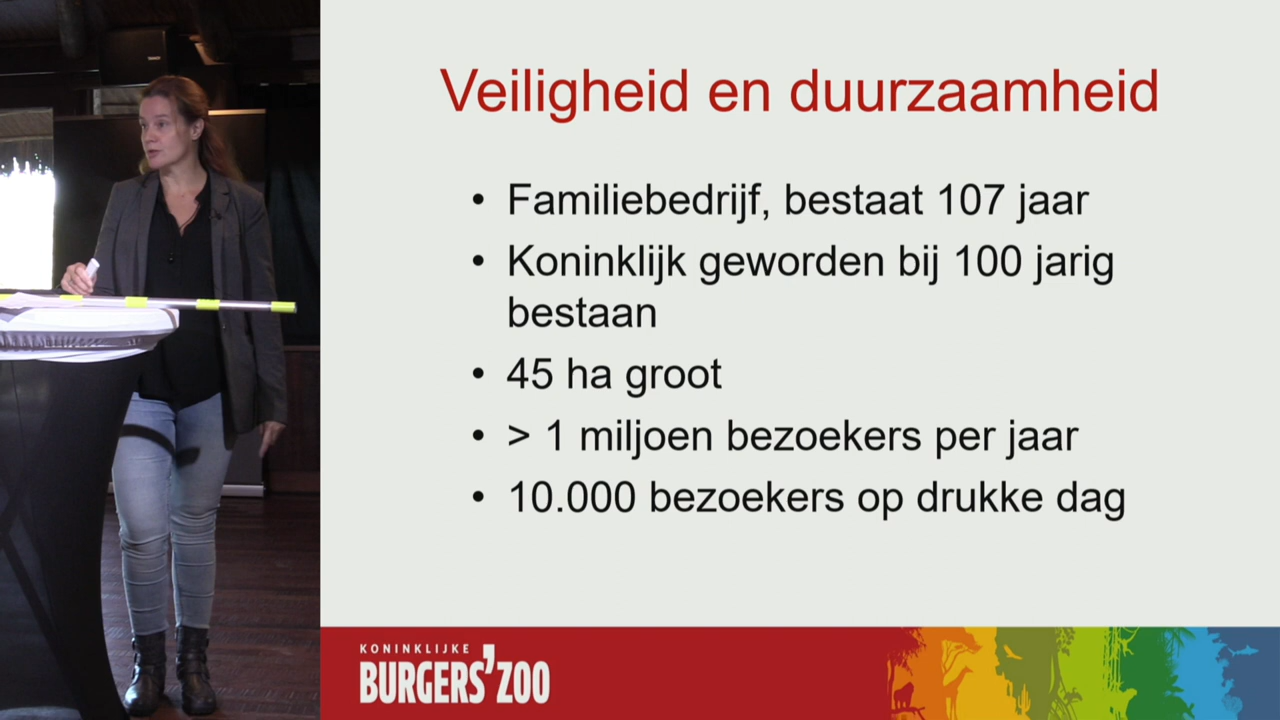 Veiligheid en duurzaamheid
• Familiebedrijf, bestaat 107 jaar
• Koninklijk geworden bij 100 jarig
bestaan
• 45 ha groot
• > 1 miljoen bezoekers per jaar
• 10.000 bezoekers op drukke dag
KONINKLIJKE
BURGERS'ZOO